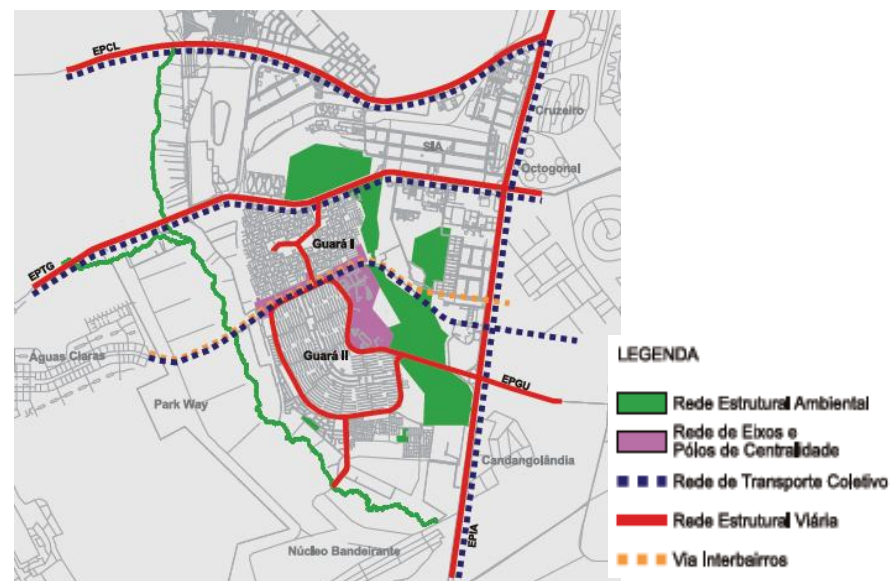 EPCL
Cruzeiro
SIA
Octogonal
Guará I
EPTG
Guará II
Águas Claras
Park Way
EPGU
Candangolândia
EPIA
Núcleo Bandeirante
LEGENDA
Rede Estrutural Ambiental
Rede de Eixos e
Pólos de Centralidade
Rede de Transporte Coletivo
Rede Estrutural Viária
Via Interbairros